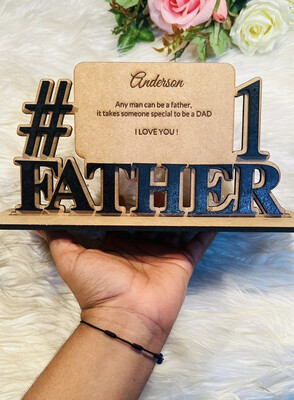 # 1
Anderson
Any man can be a father,
it takes someone special to be a DAD
I LOVE YOU !
FATHER